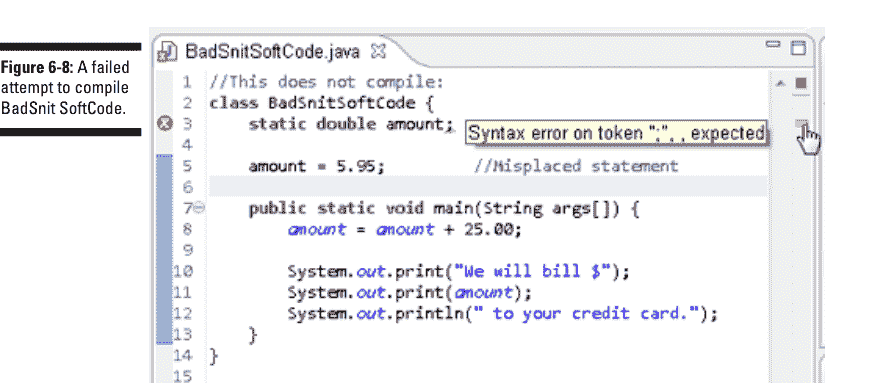 Figure 6-8: A failed
attempt to compile
BadSnit SoftCode.
BadSnitSoftCode.java
1 //This does not compile:
2 class BadSnitSoftCode {
3 static double amount;
Syntax error on token ";", , expected
4
5 amount = 5.95; //Misplaced statement
6
7 public static void main(String args[]) {
8 amount = amount + 25.00;
9
10 System.out.print("We will bill $");
11 System.out.print(amount);
12 System.out.println(" to your credit card.");
13 }
14 }
15